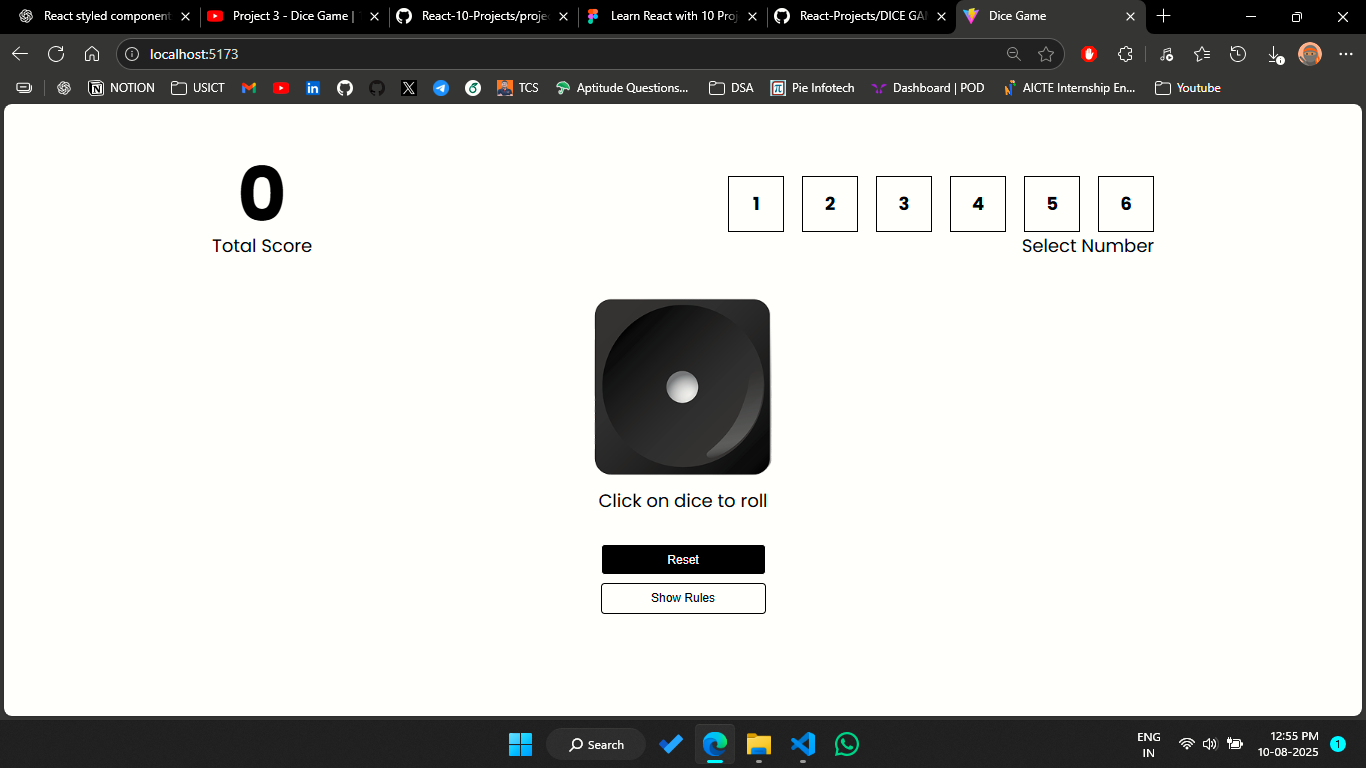 React styled component
Project 3 - Dice Game |
React-10-Projects/proje
Learn React with 10 Proj
React-Projects/DICE GAM
Dice Game
localhost:5173
NOTION
USICT
TCS
Aptitude Questions...
DSA
Pie Infotech
Dashboard | POD
AICTE Internship En...
Youtube
0
Total Score
1 2 3 4 5 6
Select Number
Click on dice to roll
Reset
Show Rules
Search
ENG
IN
12:55 PM
10-08-2025
1